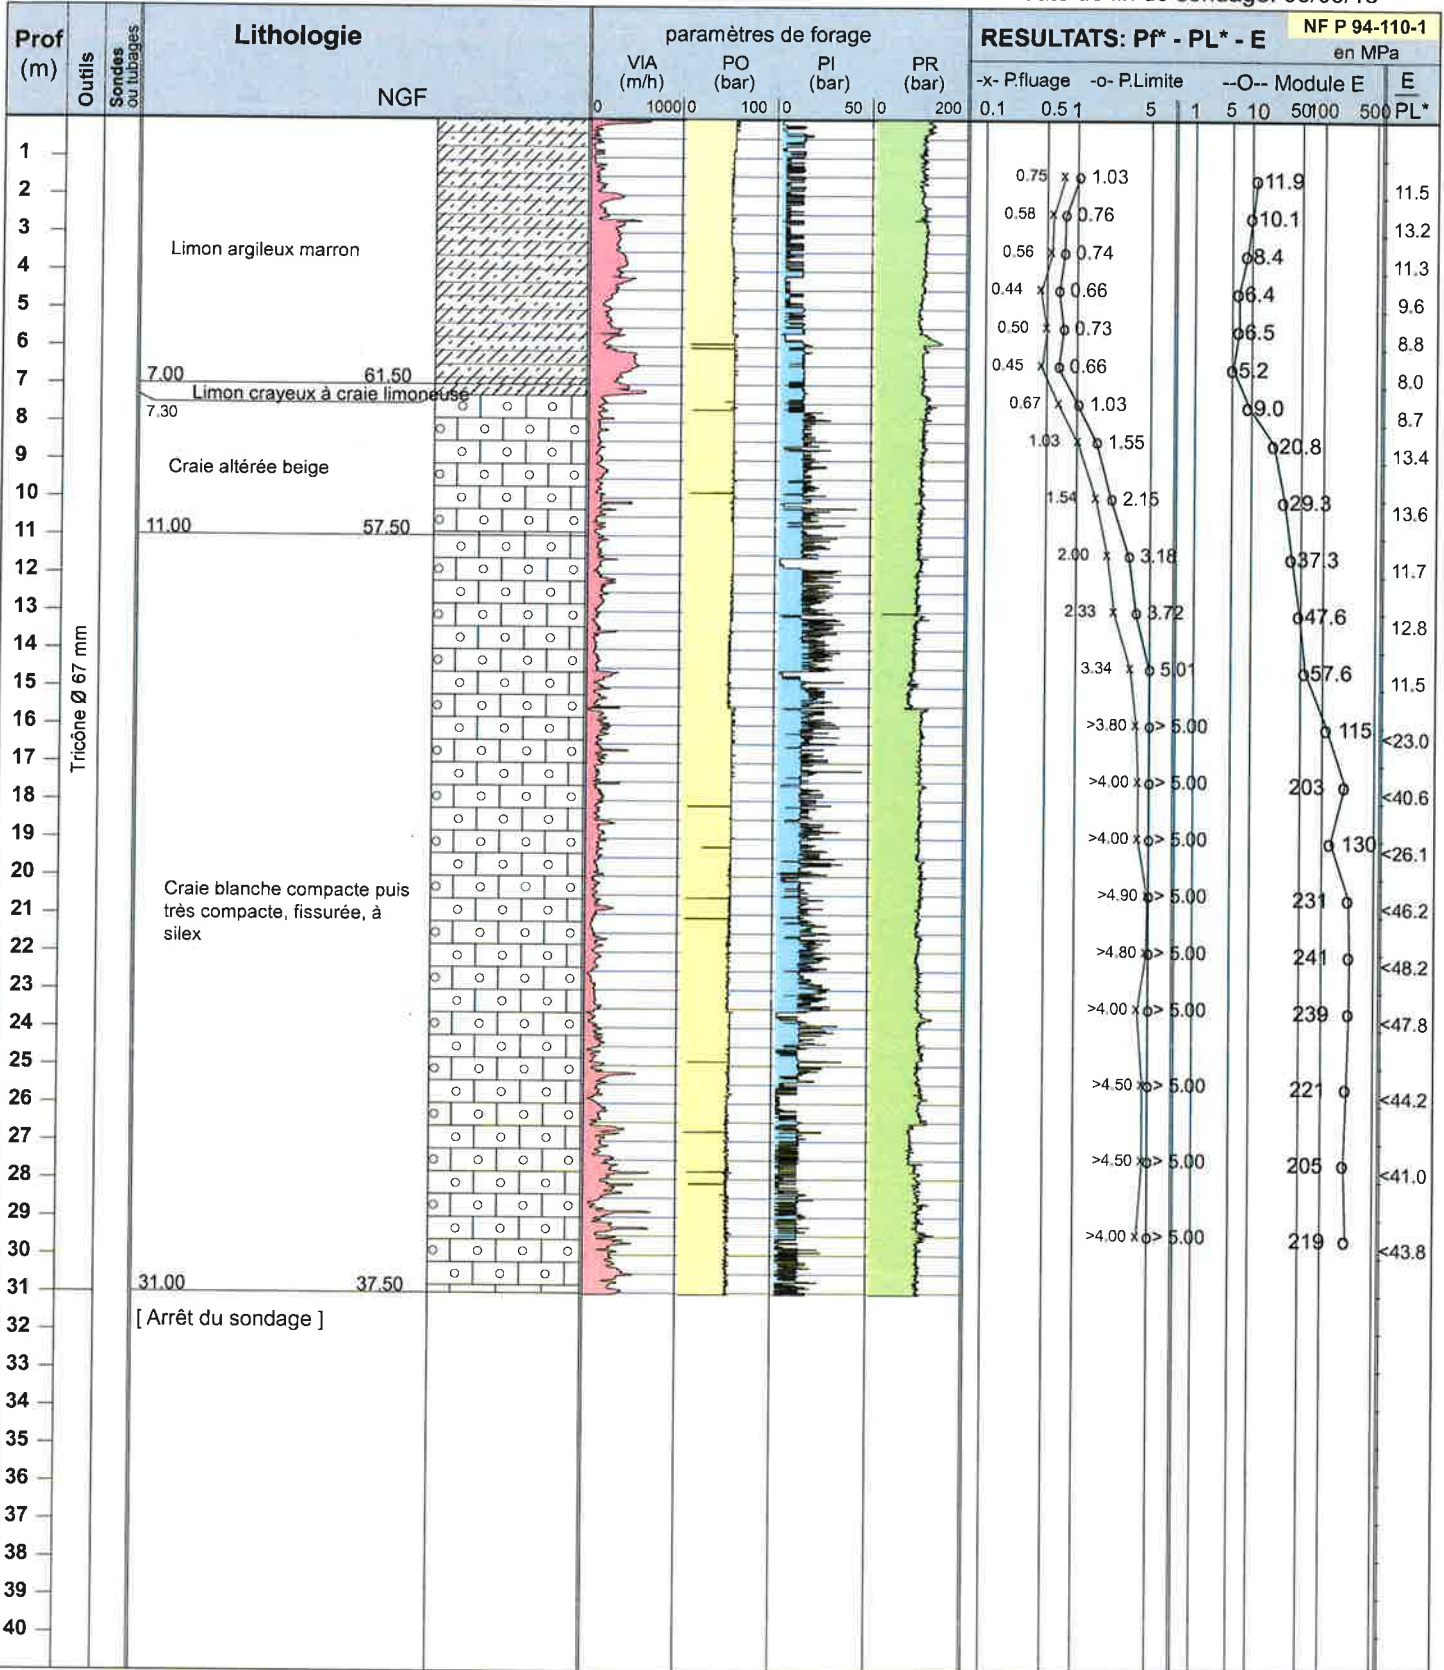 Prof
(m)
Outils
Sondes
ou tubages
Lithologie
NGF
paramètres de forage
VIA
(m/h)
PO
(bar)
PI
(bar)
PR
(bar)
0 1000 0 100 0 50 0 200
RESULTATS: Pf* - PL* - E
NF P 94-110-1
en MPa
-x- P.fluage -o- P.Limite --O-- Module E
E
PL*
0.1 0.5 1 5 1 5 10 50 100 500
1
2
3
4
5
6
7
8
9
10
11
12
13
14
15
16
17
18
19
20
21
22
23
24
25
26
27
28
29
30
31
32
33
34
35
36
37
38
39
40
Tricône Ø 67 mm
Limon argileux marron
7.00 61.50
Limon crayeux à craie limoneuse
7.30
Craie altérée beige
11.00 57.50
Craie blanche compacte puis
très compacte, fissurée, à
silex
31.00 37.50
[ Arrêt du sondage ]
0.75 1.03 11.9 11.5
0.58 0.76 10.1 13.2
0.56 0.74 8.4 11.3
0.44 0.66 6.4 9.6
0.50 0.73 6.5 8.8
0.45 0.66 5.2 8.0
0.67 1.03 9.0 8.7
1.03 1.55 20.8 13.4
1.54 2.15 29.3 13.6
2.00 3.18 37.3 11.7
2.33 3.72 47.6 12.8
3.34 5.01 57.6 11.5
>3.80 > 5.00 115 <23.0
>4.00 > 5.00 203 <40.6
>4.00 > 5.00 130 <26.1
>4.90 > 5.00 231 <46.2
>4.80 > 5.00 241 <48.2
>4.00 > 5.00 239 <47.8
>4.50 > 5.00 221 <44.2
>4.50 > 5.00 205 <41.0
>4.00 > 5.00 219 <43.8